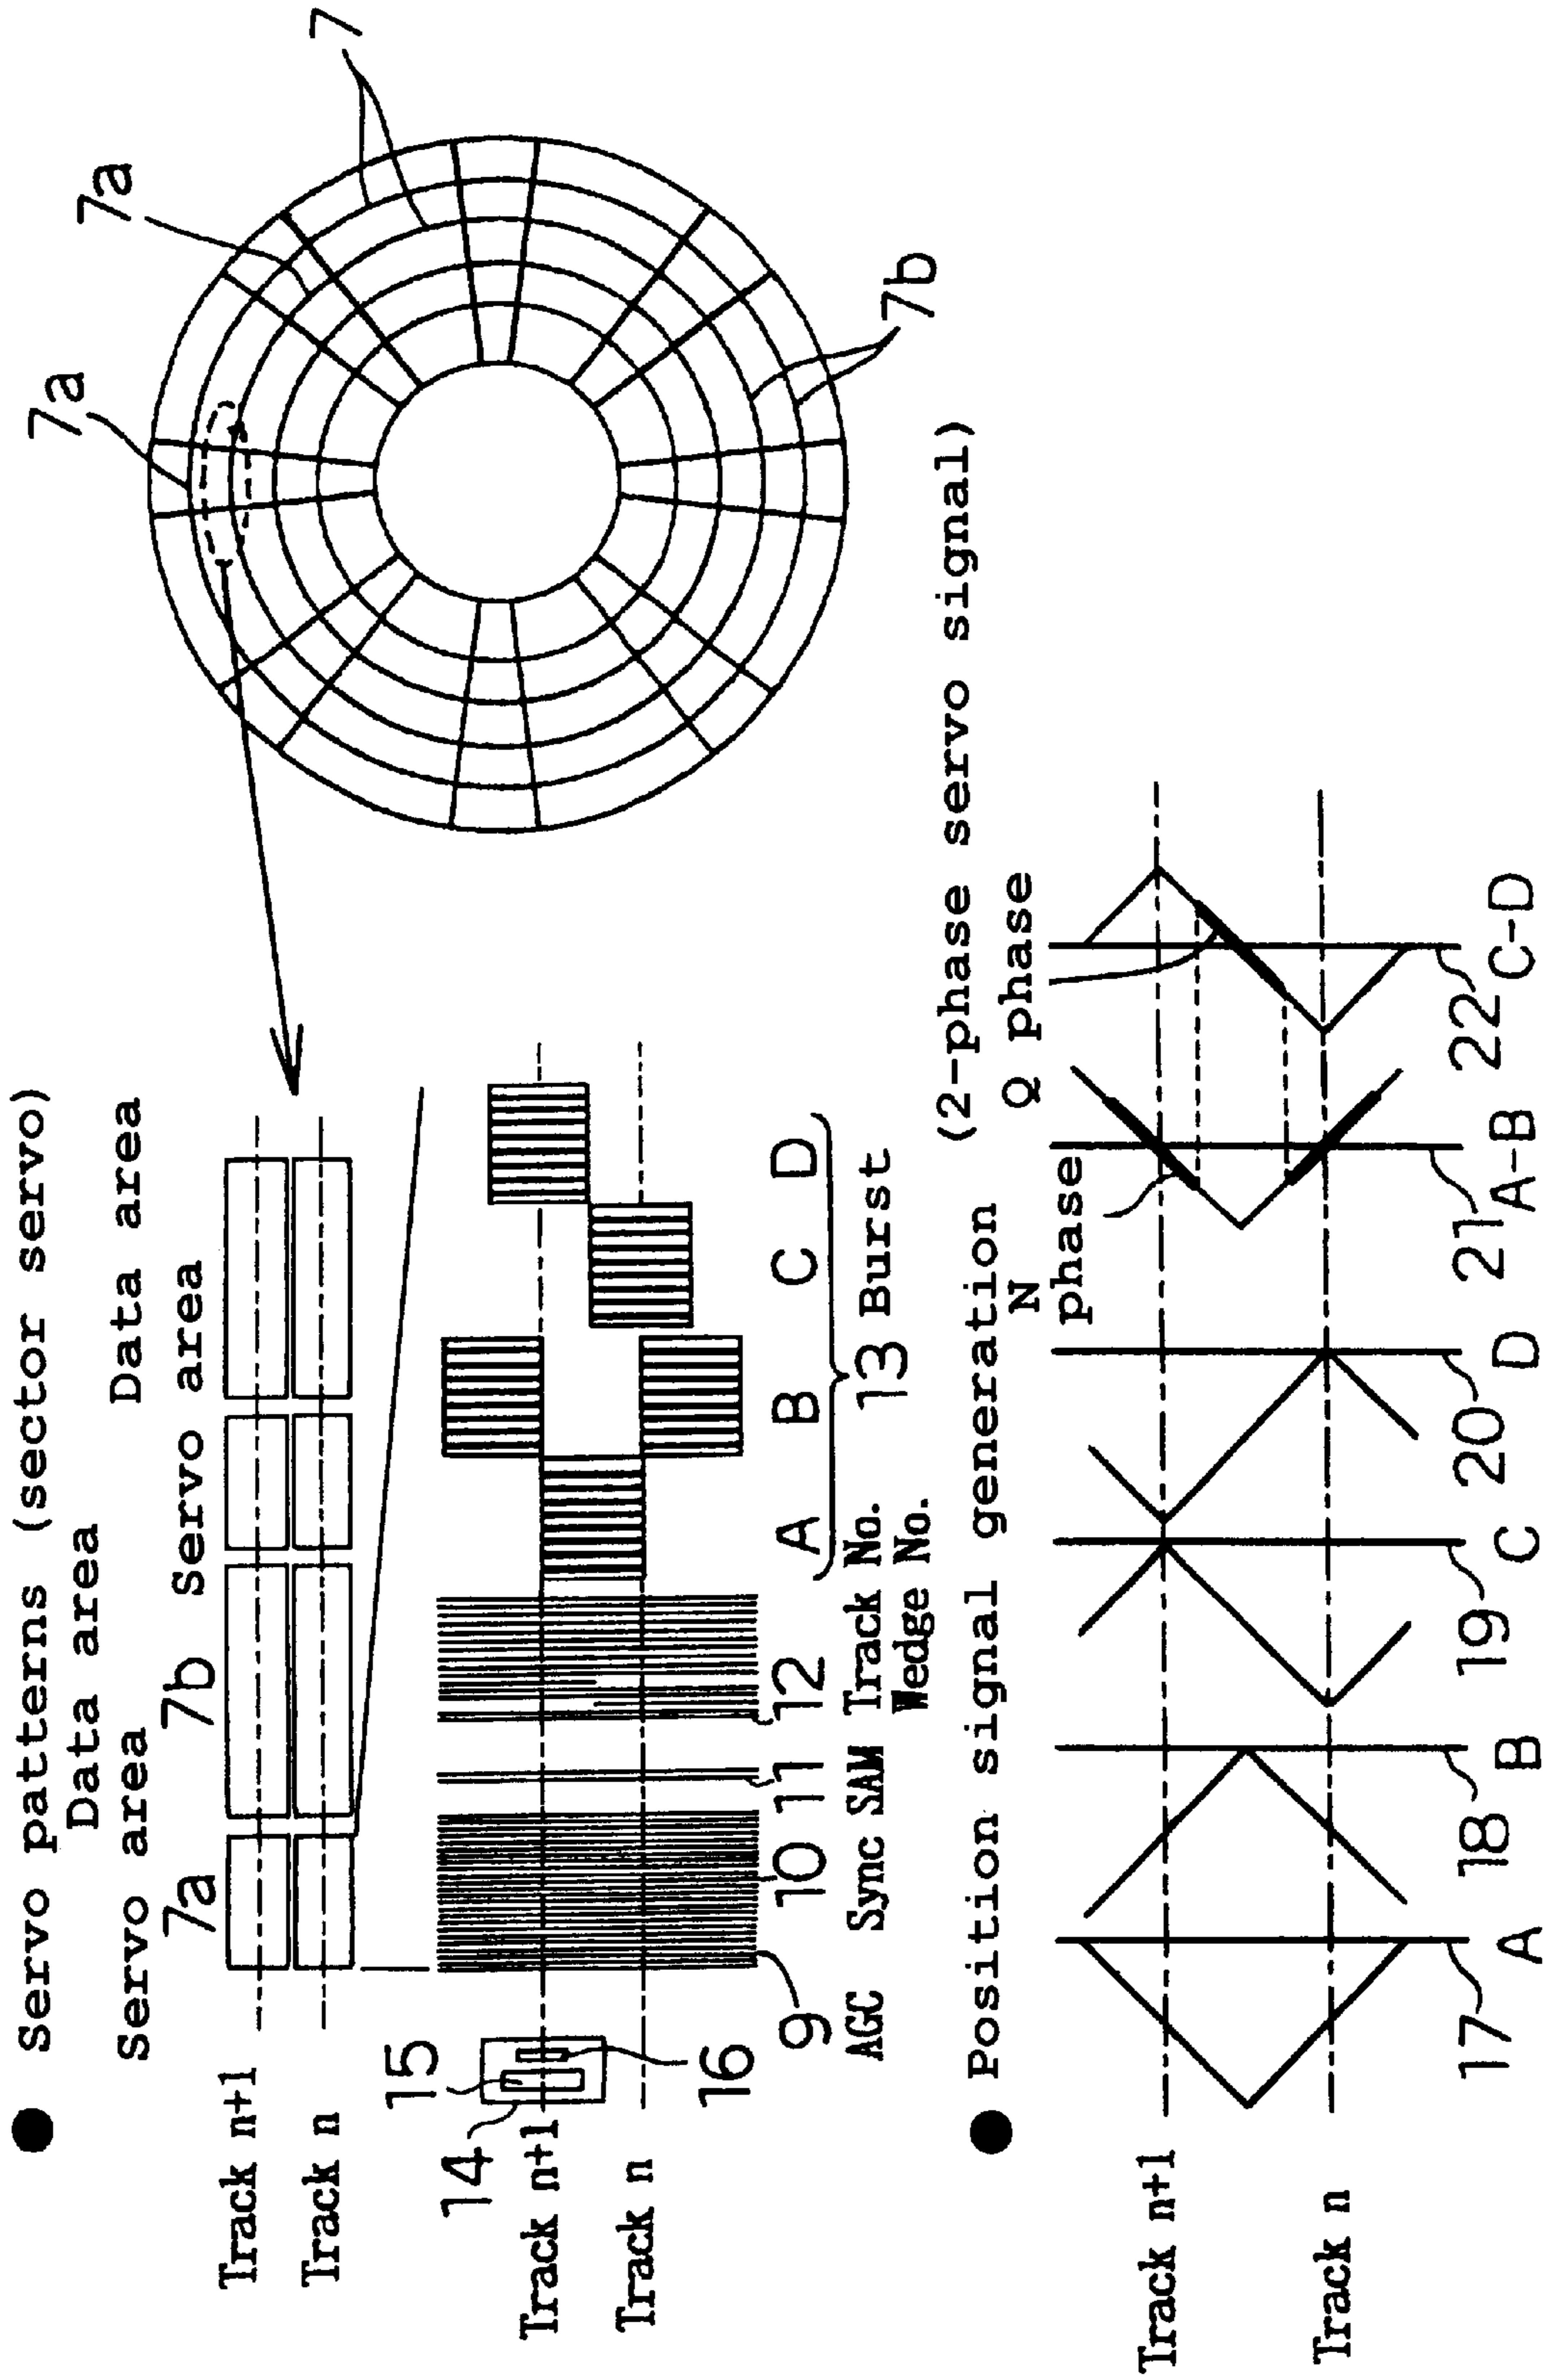 ● Servo patterns (sector servo)
Data area
Data area
Servo area
Servo area
7a
7b
7a
7a
7
7b
Track n+1
Track n
14
15
16
Track n+1
Track n
9
10
11
12
A
B
C
D
AGC
Sync
SAM
Track No.
Wedge No.
13 Burst
● Position signal generation
(2-phase servo signal)
N phase
Q phase
Track n+1
Track n
17
A
18
B
19
C
20
D
21
A-B
22
C-D